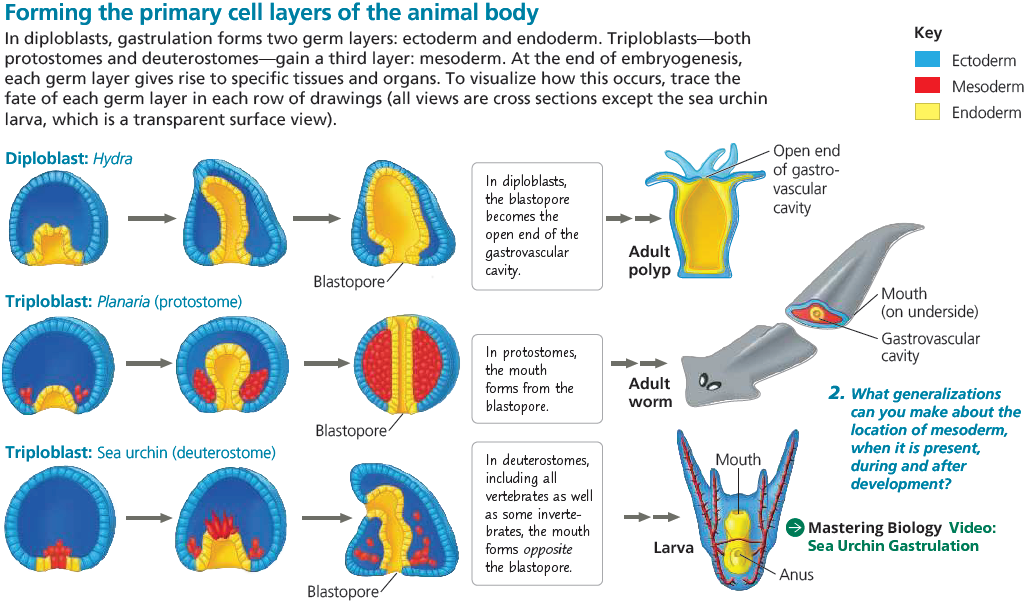 Forming the primary cell layers of the animal body
In diploblasts, gastrulation forms two germ layers: ectoderm and endoderm. Triploblasts—both
protostomes and deuterostomes—gain a third layer: mesoderm. At the end of embryogenesis,
each germ layer gives rise to specific tissues and organs. To visualize how this occurs, trace the
fate of each germ layer in each row of drawings (all views are cross sections except the sea urchin
larva, which is a transparent surface view).
Key
Ectoderm
Mesoderm
Endoderm
Diploblast: Hydra
Blastopore
In diploblasts,
the blastopore
becomes the
open end of the
gastrovascular
cavity.
Adult
polyp
Open end
of gastro-
vascular
cavity
Triploblast: Planaria (protostome)
Blastopore
In protostomes,
the mouth
forms from the
blastopore.
Adult
worm
Mouth
(on underside)
Gastrovascular
cavity
2. What generalizations
can you make about the
location of mesoderm,
when it is present,
during and after
development?
Triploblast: Sea urchin (deuterostome)
Blastopore
In deuterostomes,
including all
vertebrates as well
as some inverte-
brates, the mouth
forms opposite
the blastopore.
Larva
Mouth
Anus
Mastering Biology Video:
Sea Urchin Gastrulation